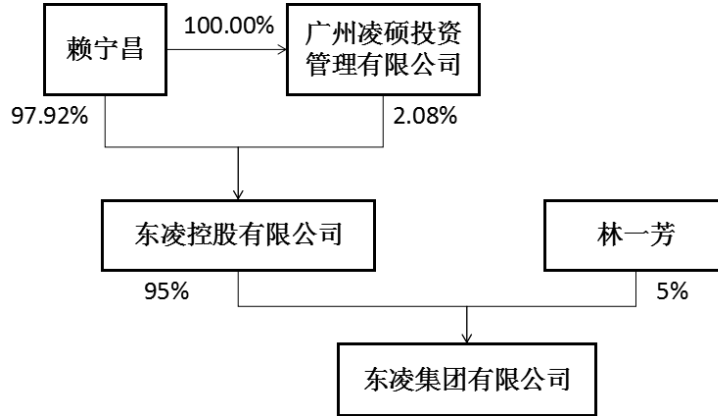 赖宁昌
100.00%
广州凌硕投资
管理有限公司
97.92%
2.08%
东凌控股有限公司
林一芳
95%
5%
东凌集团有限公司